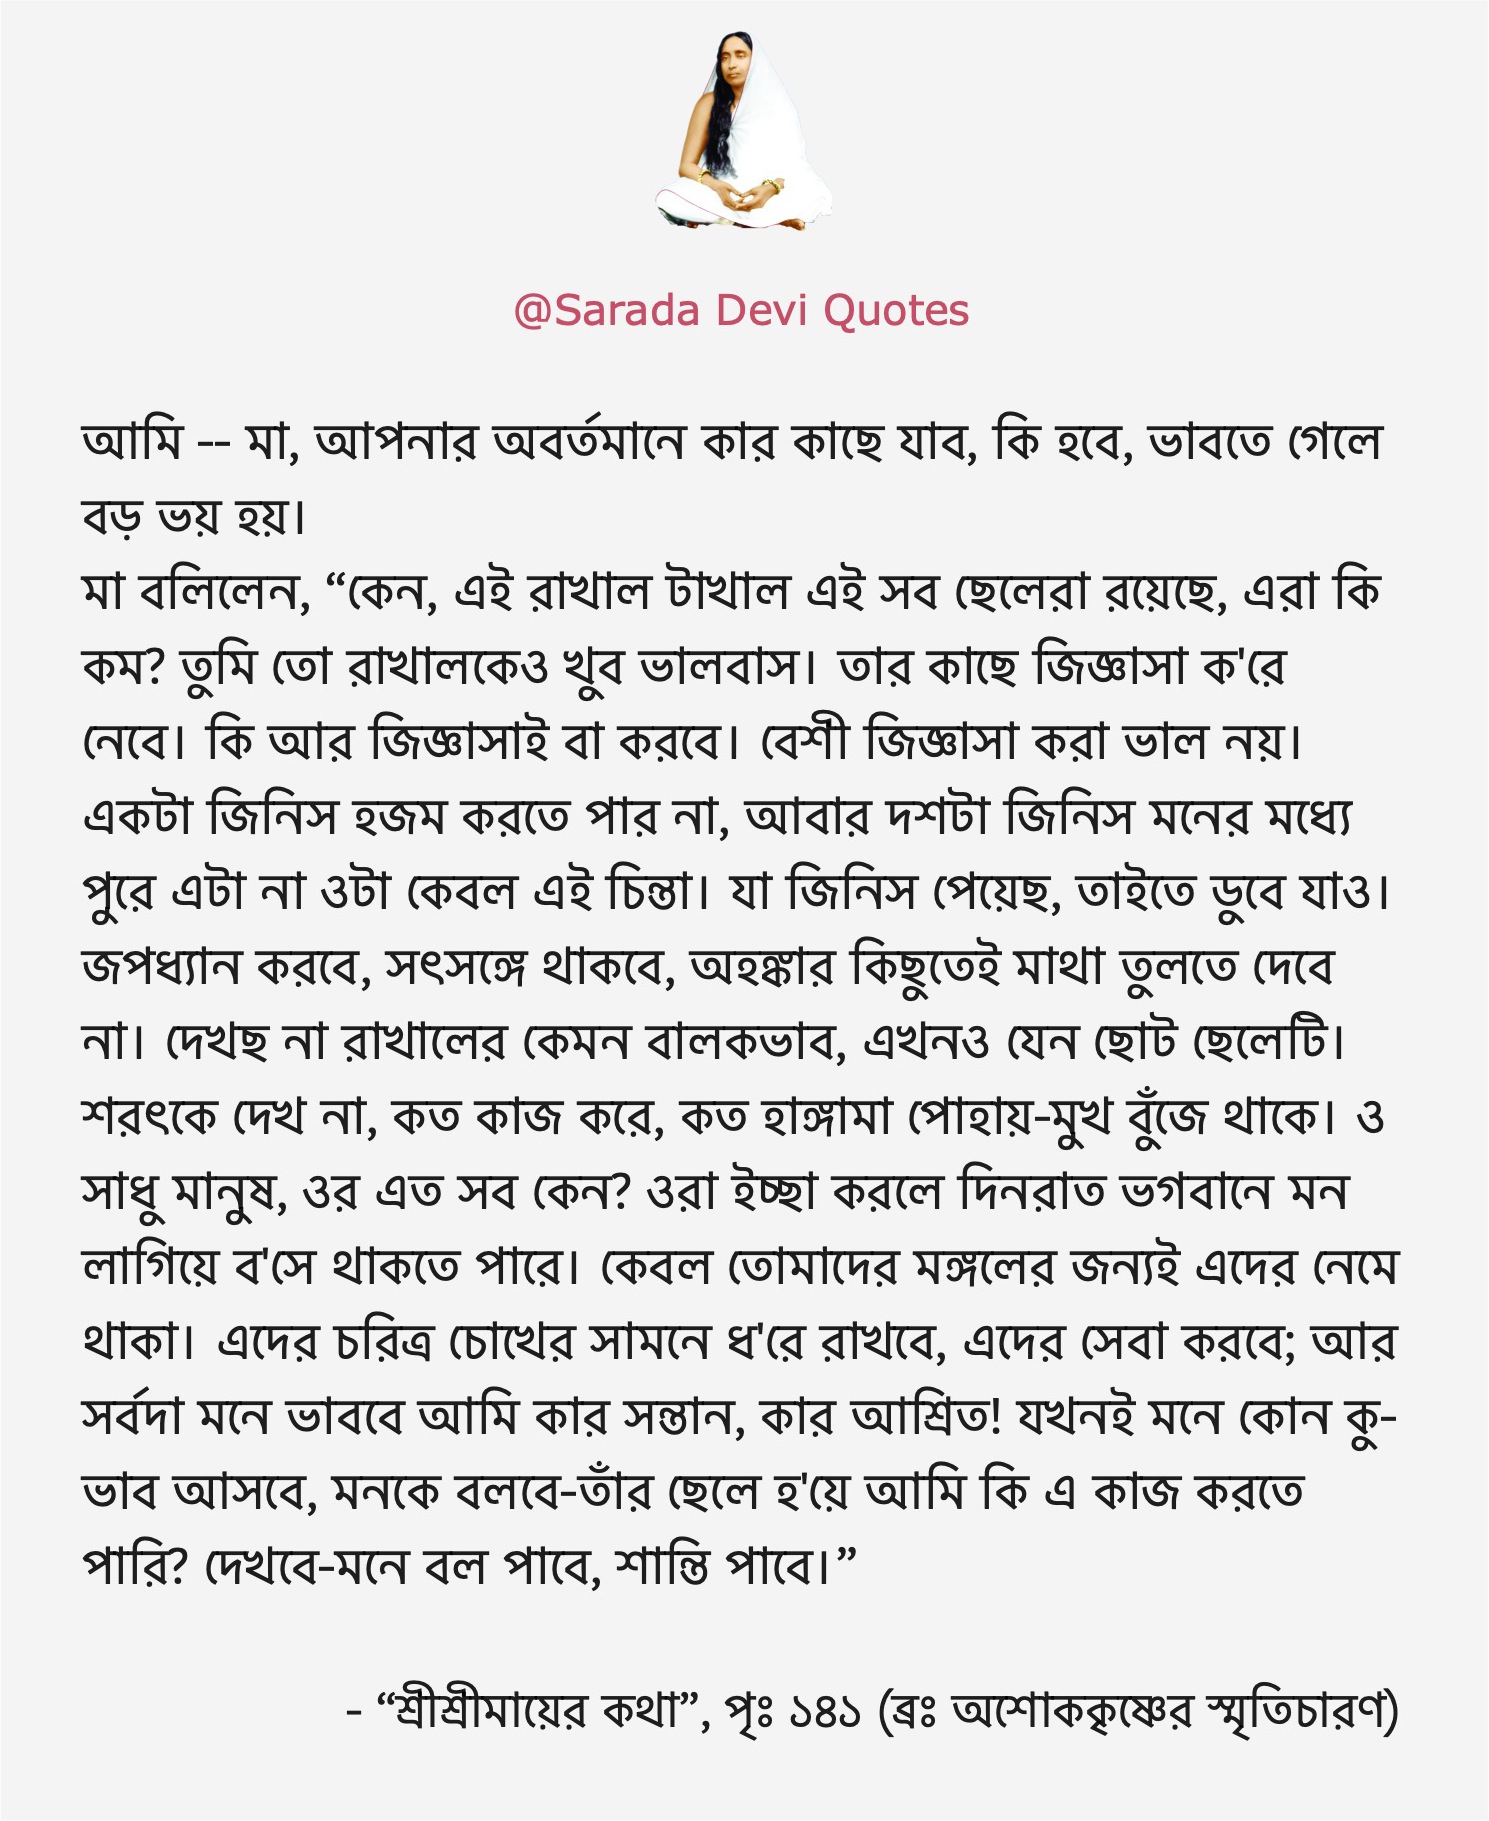 @Sarada Devi Quotes
আমি -- মা, আপনার অবর্তমানে কার কাছে যাব, কি হবে, ভাবতে গেলে
বড় ভয় হয়।
মা বলিলেন, “কেন, এই রাখাল টাখাল এই সব ছেলেরা রয়েছে, এরা কি
কম? তুমি তো রাখালকেও খুব ভালবাস। তার কাছে জিজ্ঞাসা ক'রে
নেবে। কি আর জিজ্ঞাসাই বা করবে। বেশী জিজ্ঞাসা করা ভাল নয়।
একটা জিনিস হজম করতে পার না, আবার দশটা জিনিস মনের মধ্যে
পুরে এটা না ওটা কেবল এই চিন্তা। যা জিনিস পেয়েছ, তাইতে ডুবে যাও।
জপধ্যান করবে, সৎসঙ্গে থাকবে, অহঙ্কার কিছুতেই মাথা তুলতে দেবে
না। দেখছ না রাখালের কেমন বালকভাব, এখনও যেন ছোট ছেলেটি।
শরৎকে দেখ না, কত কাজ করে, কত হাঙ্গামা পোহায়-মুখ বুঁজে থাকে। ও
সাধু মানুষ, ওর এত সব কেন? ওরা ইচ্ছা করলে দিনরাত ভগবানে মন
লাগিয়ে ব'সে থাকতে পারে। কেবল তোমাদের মঙ্গলের জন্যই এদের নেমে
থাকা। এদের চরিত্র চোখের সামনে ধ'রে রাখবে, এদের সেবা করবে; আর
সর্বদা মনে ভাববে আমি কার সন্তান, কার আশ্রিত! যখনই মনে কোন কু-
ভাব আসবে, মনকে বলবে-তাঁর ছেলে হ'য়ে আমি কি এ কাজ করতে
পারি? দেখবে-মনে বল পাবে, শান্তি পাবে।”
- “শ্রীশ্রীমায়ের কথা”, পৃঃ ১৪১ (ব্রঃ অশোককৃষ্ণের স্মৃতিচারণ)